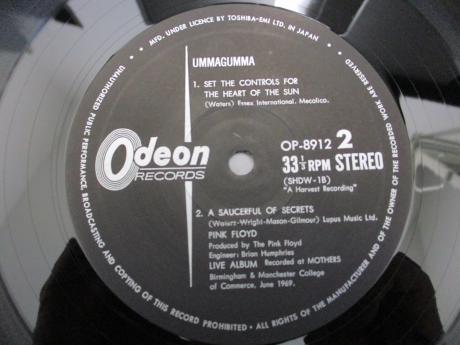 MFD. UNDER LICENCE BY TOSHIBA-EMI LTD. IN JAPAN •
ALL RIGHTS OF THE MANUFACTURER AND OF THE OWNER OF THE RECORDED WORK ARE RESERVED
UNAUTHORIZED PUBLIC PERFORMANCE, BROADCASTING AND COPYING OF THIS RECORD PROHIBITED •
UMMAGUMMA
1. SET THE CONTROLS FOR
THE HEART OF THE SUN
(Waters) Essex International. Mecolico.
Odeon
RECORDS
OP-8912 2
33⅓ RPM STEREO
(SHDW-1B)
"A Harvest Recording"
2. A SAUCERFUL OF SECRETS
(Watart-Wright-Mason-Gilmour) Lupus Music Ltd.
PINK FLOYD
Produced by The Pink Floyd
Engineer: Brian Humphries
LIVE ALBUM Recorded at MOTHERS
Birmingham & Manchester College
of Commerce, June 1969.